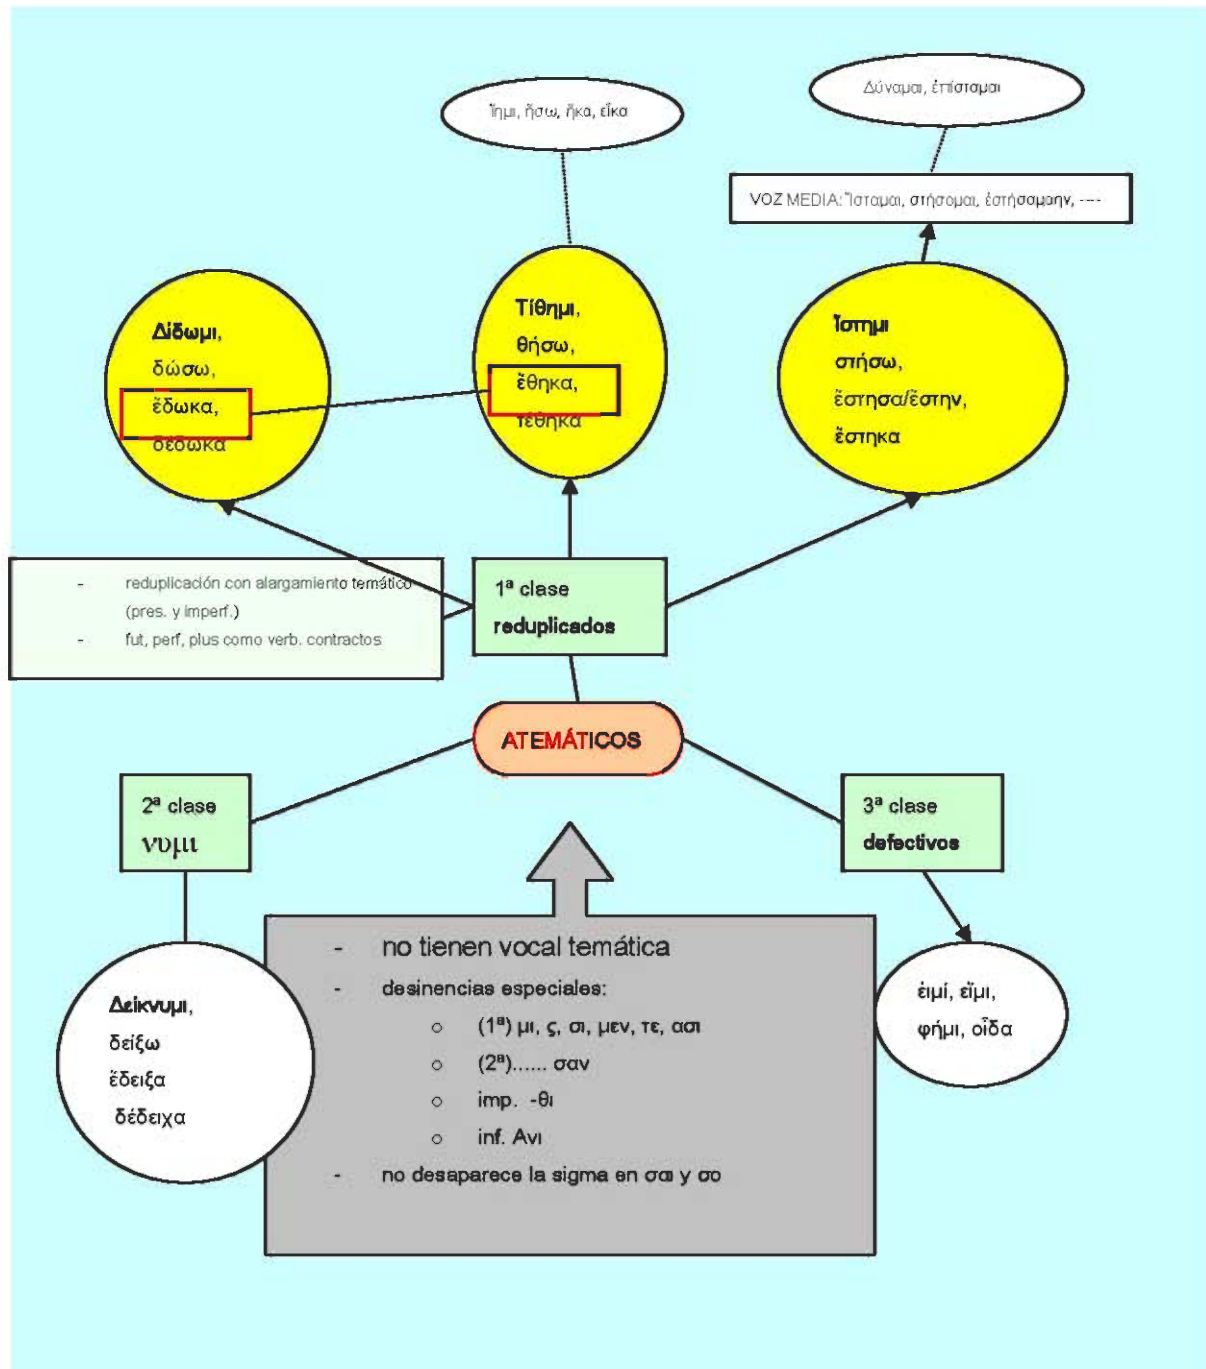 Δύναμαι, ἐπίσταμαι
Ἵημι, ἥσω, ἧκα, εἷκα
VOZ MEDIA: Ἵσταμαι, στήσομαι, ἐστήσαμαην, ----
Δίδωμι,
δώσω,
ἔδωκα,
δέδωκα
Τίθημι,
θήσω,
ἔθηκα,
τέθηκα
Ἵστημι
στήσω,
ἔστησα/ἔστην,
ἕστηκα
- reduplicación con alargamiento temático
(pres. y imperf.)
- fut, perf, plus como verb. contractos
1ª clase
reduplicados
ATEMÁTICOS
2ª clase
νυμι
3ª clase
defectivos
Δείκνυμι,
δείξω
ἔδειξα
δέδειχα
- no tienen vocal temática
- desinencias especiales:
o (1ª) μι, ς, σι, μεν, τε, ασι
o (2ª)...... σαν
o imp. -θι
o inf. Ανι
- no desaparece la sigma en σαι y σο
ἐιμί, εἶμι,
φήμι, οἶδα